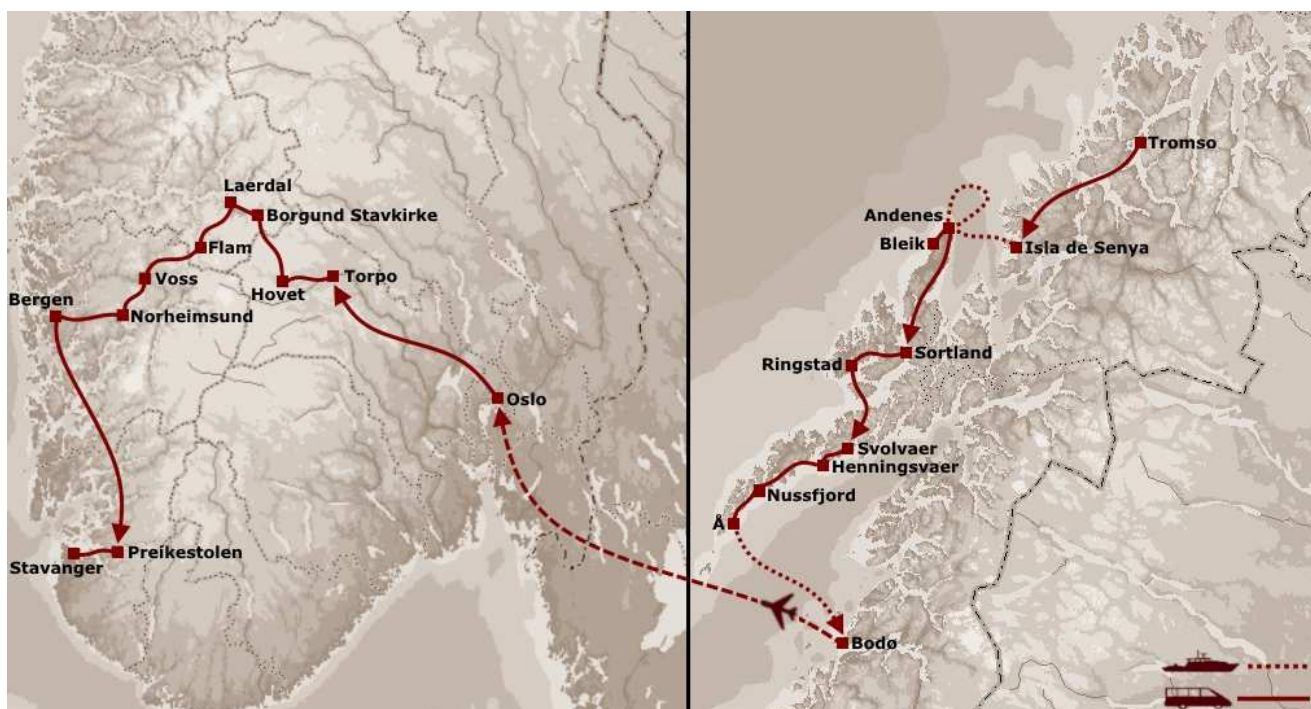 Laerdal
Borgund Stavkirke
Flam
Voss
Hovet
Torpo
Bergen
Norheimsund
Oslo
Preikestolen
Stavanger
Tromso
Andenes
Bleik
Isla de Senya
Sortland
Ringstad
Svolvaer
Henningsvaer
Nussfjord
Å
Bodø